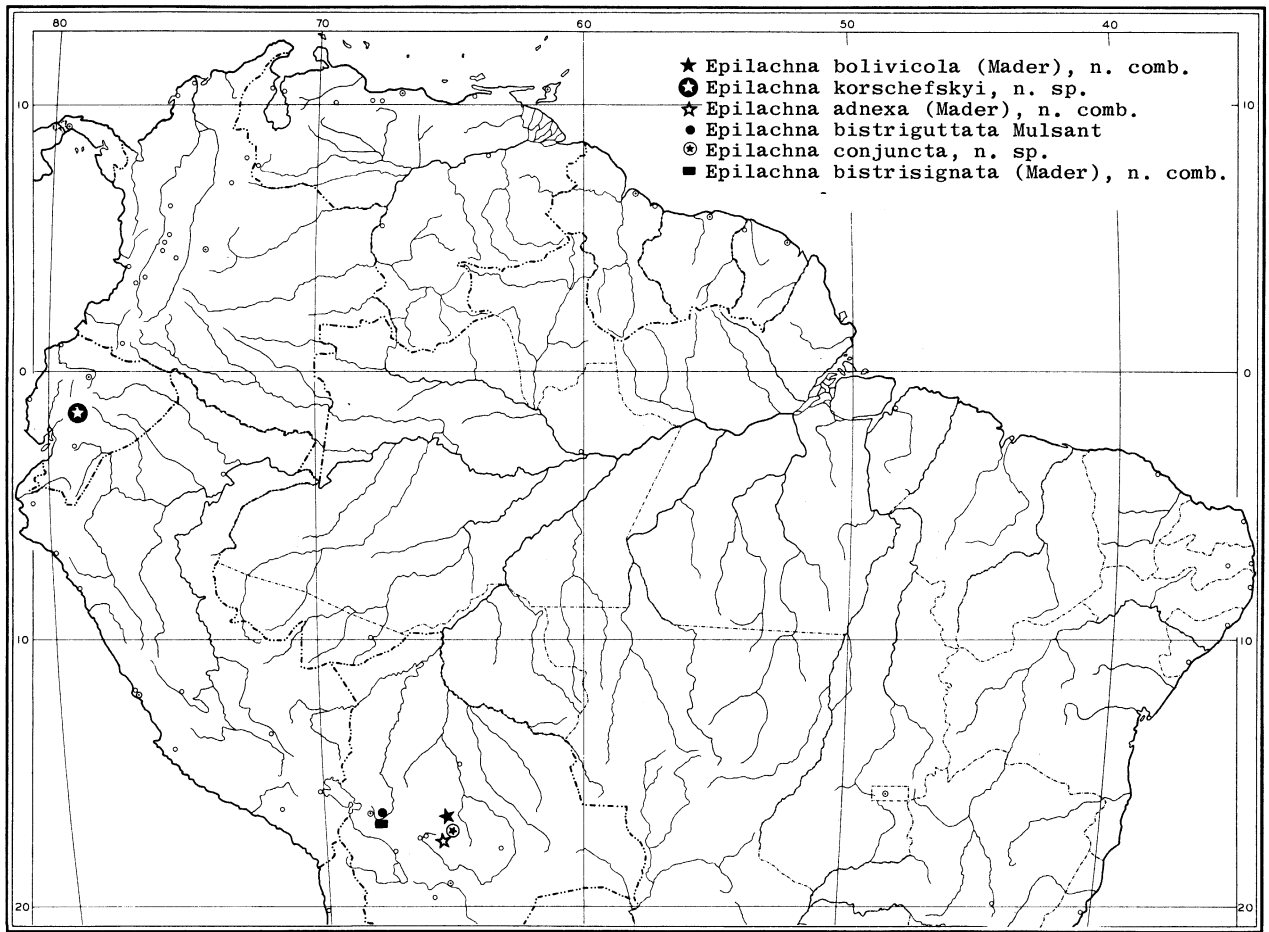 80 70 60 50 40
★ Epilachna bolivicola (Mader), n. comb.
✪ Epilachna korschefskyi, n. sp.
☆ Epilachna adnexa (Mader), n. comb.
● Epilachna bistriguttata Mulsant
⍟ Epilachna conjuncta, n. sp.
■ Epilachna bistrisignata (Mader), n. comb.
10 10
0 0
10 10
20 20